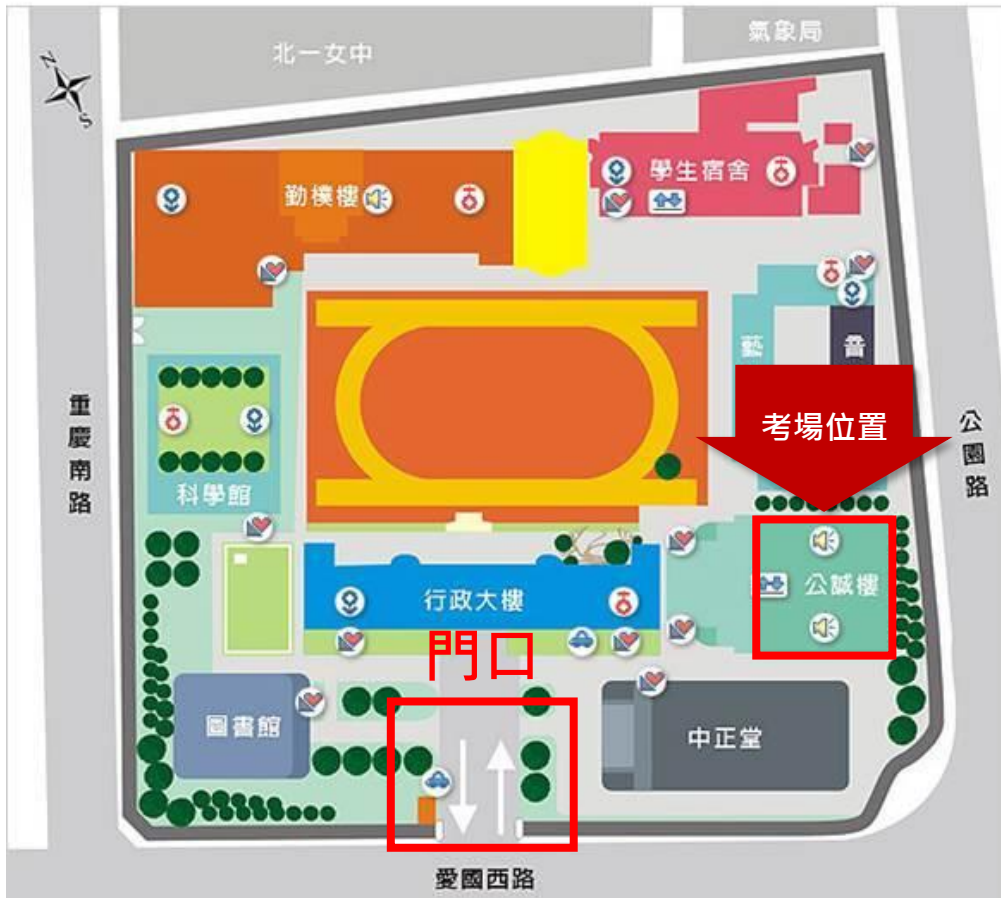 北一女中
氣象局
N
S
勤樸樓
學生宿舍
藝
音
重慶南路
公園路
考場位置
科學館
行政大樓
公誠樓
門口
圖書館
中正堂
愛國西路